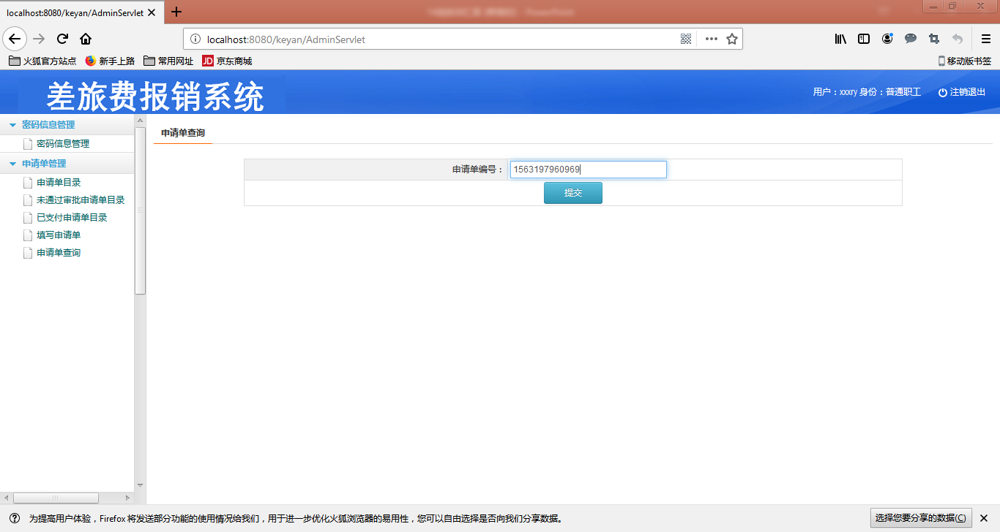 localhost:8080/keyan/AdminServlet
localhost:8080/keyan/AdminServlet
火狐官方站点 新手上路 常用网址 JD 京东商城 移动版书签
差旅费报销系统
用户：xxxry 身份：普通职工 注销退出
密码信息管理
密码信息管理
申请单管理
申请单目录
未通过审批申请单目录
已支付申请单目录
填写申请单
申请单查询
申请单查询
申请单编号： 1563197960969
提交
为提高用户体验，Firefox 将发送部分功能的使用情况给我们，用于进一步优化火狐浏览器的易用性，您可以自由选择是否向我们分享数据。 选择您要分享的数据(C)